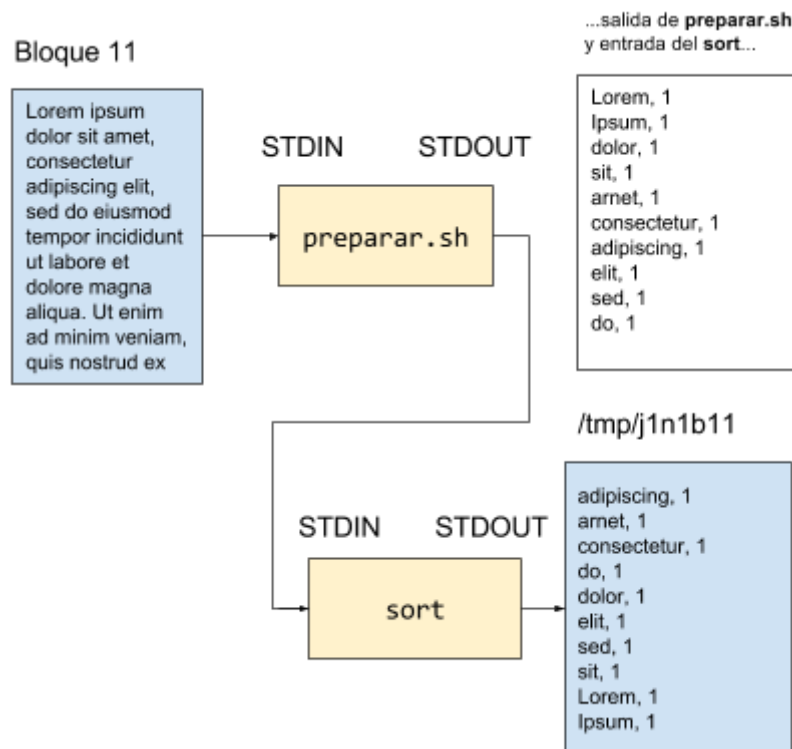 Bloque 11
Lorem ipsum
dolor sit amet,
consectetur
adipiscing elit,
sed do eiusmod
tempor incididunt
ut labore et
dolore magna
aliqua. Ut enim
ad minim veniam,
quis nostrud ex
STDIN
STDOUT
preparar.sh
...salida de preparar.sh
y entrada del sort...
Lorem, 1
Ipsum, 1
dolor, 1
sit, 1
arnet, 1
consectetur, 1
adipiscing, 1
elit, 1
sed, 1
do, 1
STDIN
STDOUT
sort
/tmp/j1n1b11
adipiscing, 1
arnet, 1
consectetur, 1
do, 1
dolor, 1
elit, 1
sed, 1
sit, 1
Lorem, 1
Ipsum, 1